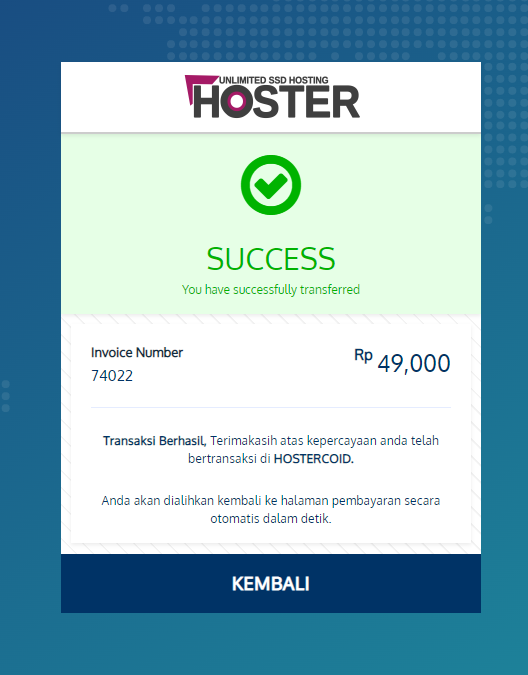 UNLIMITED SSD HOSTING
HOSTER
SUCCESS
You have successfully transferred
Invoice Number
Rp 49,000
74022
Transaksi Berhasil, Terimakasih atas kepercayaan anda telah
bertransaksi di HOSTERCOID.
Anda akan dialihkan kembali ke halaman pembayaran secara
otomatis dalam detik.
KEMBALI